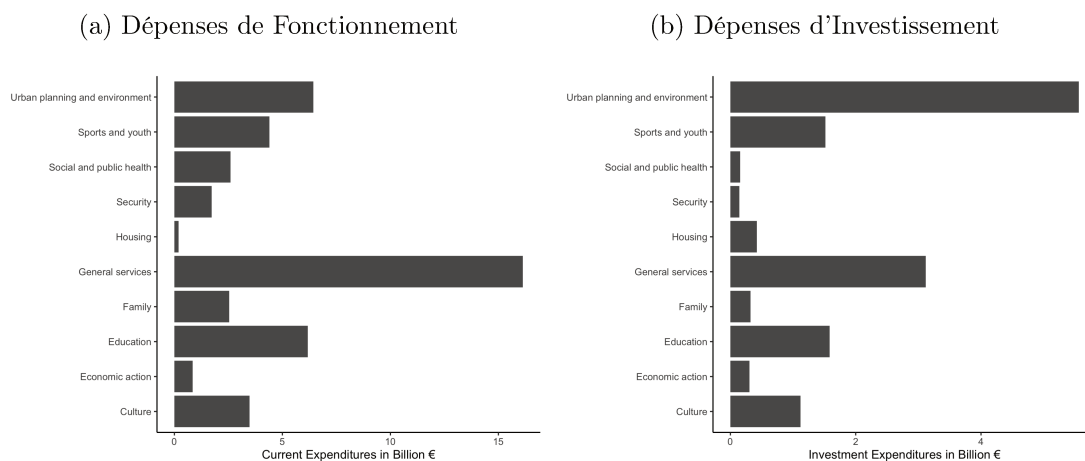 (a) Dépenses de Fonctionnement
Urban planning and environment
Sports and youth
Social and public health
Security
Housing
General services
Family
Education
Economic action
Culture
0 5 10 15
Current Expenditures in Billion €
(b) Dépenses d'Investissement
Urban planning and environment
Sports and youth
Social and public health
Security
Housing
General services
Family
Education
Economic action
Culture
0 2 4
Investment Expenditures in Billion €